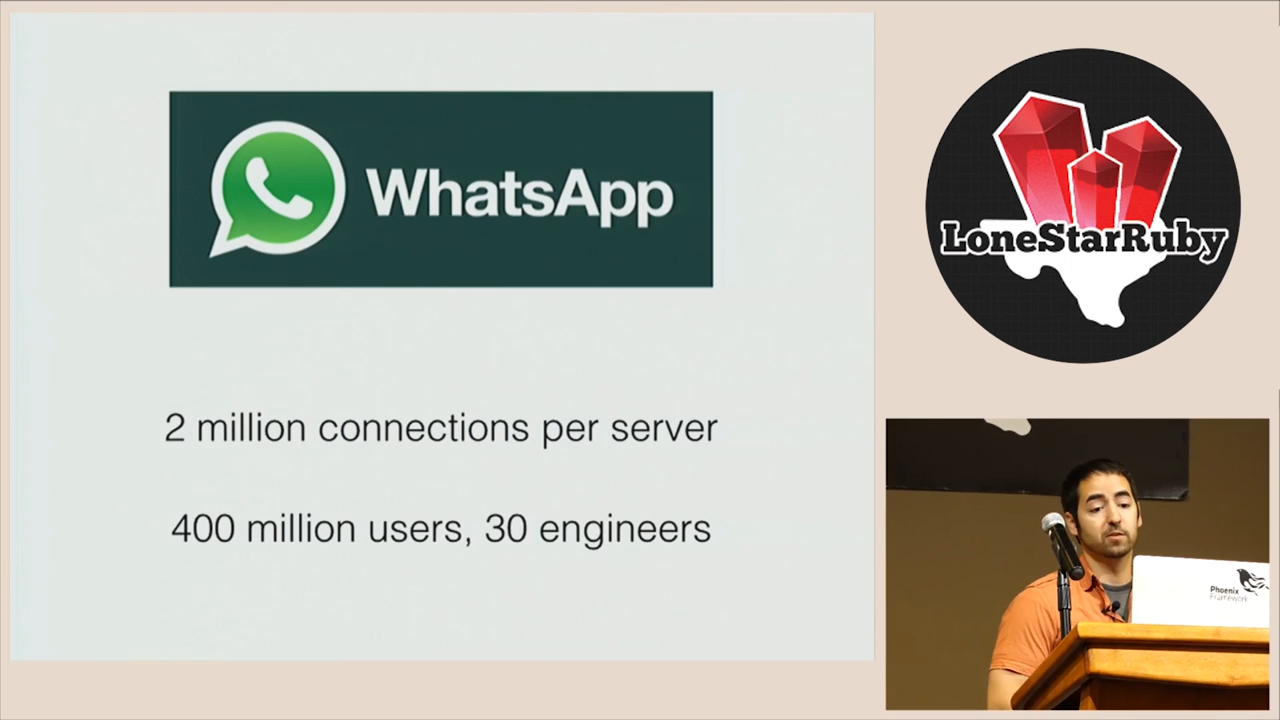 WhatsApp
2 million connections per server
400 million users, 30 engineers
LoneStarRuby
Phoenix
Framework